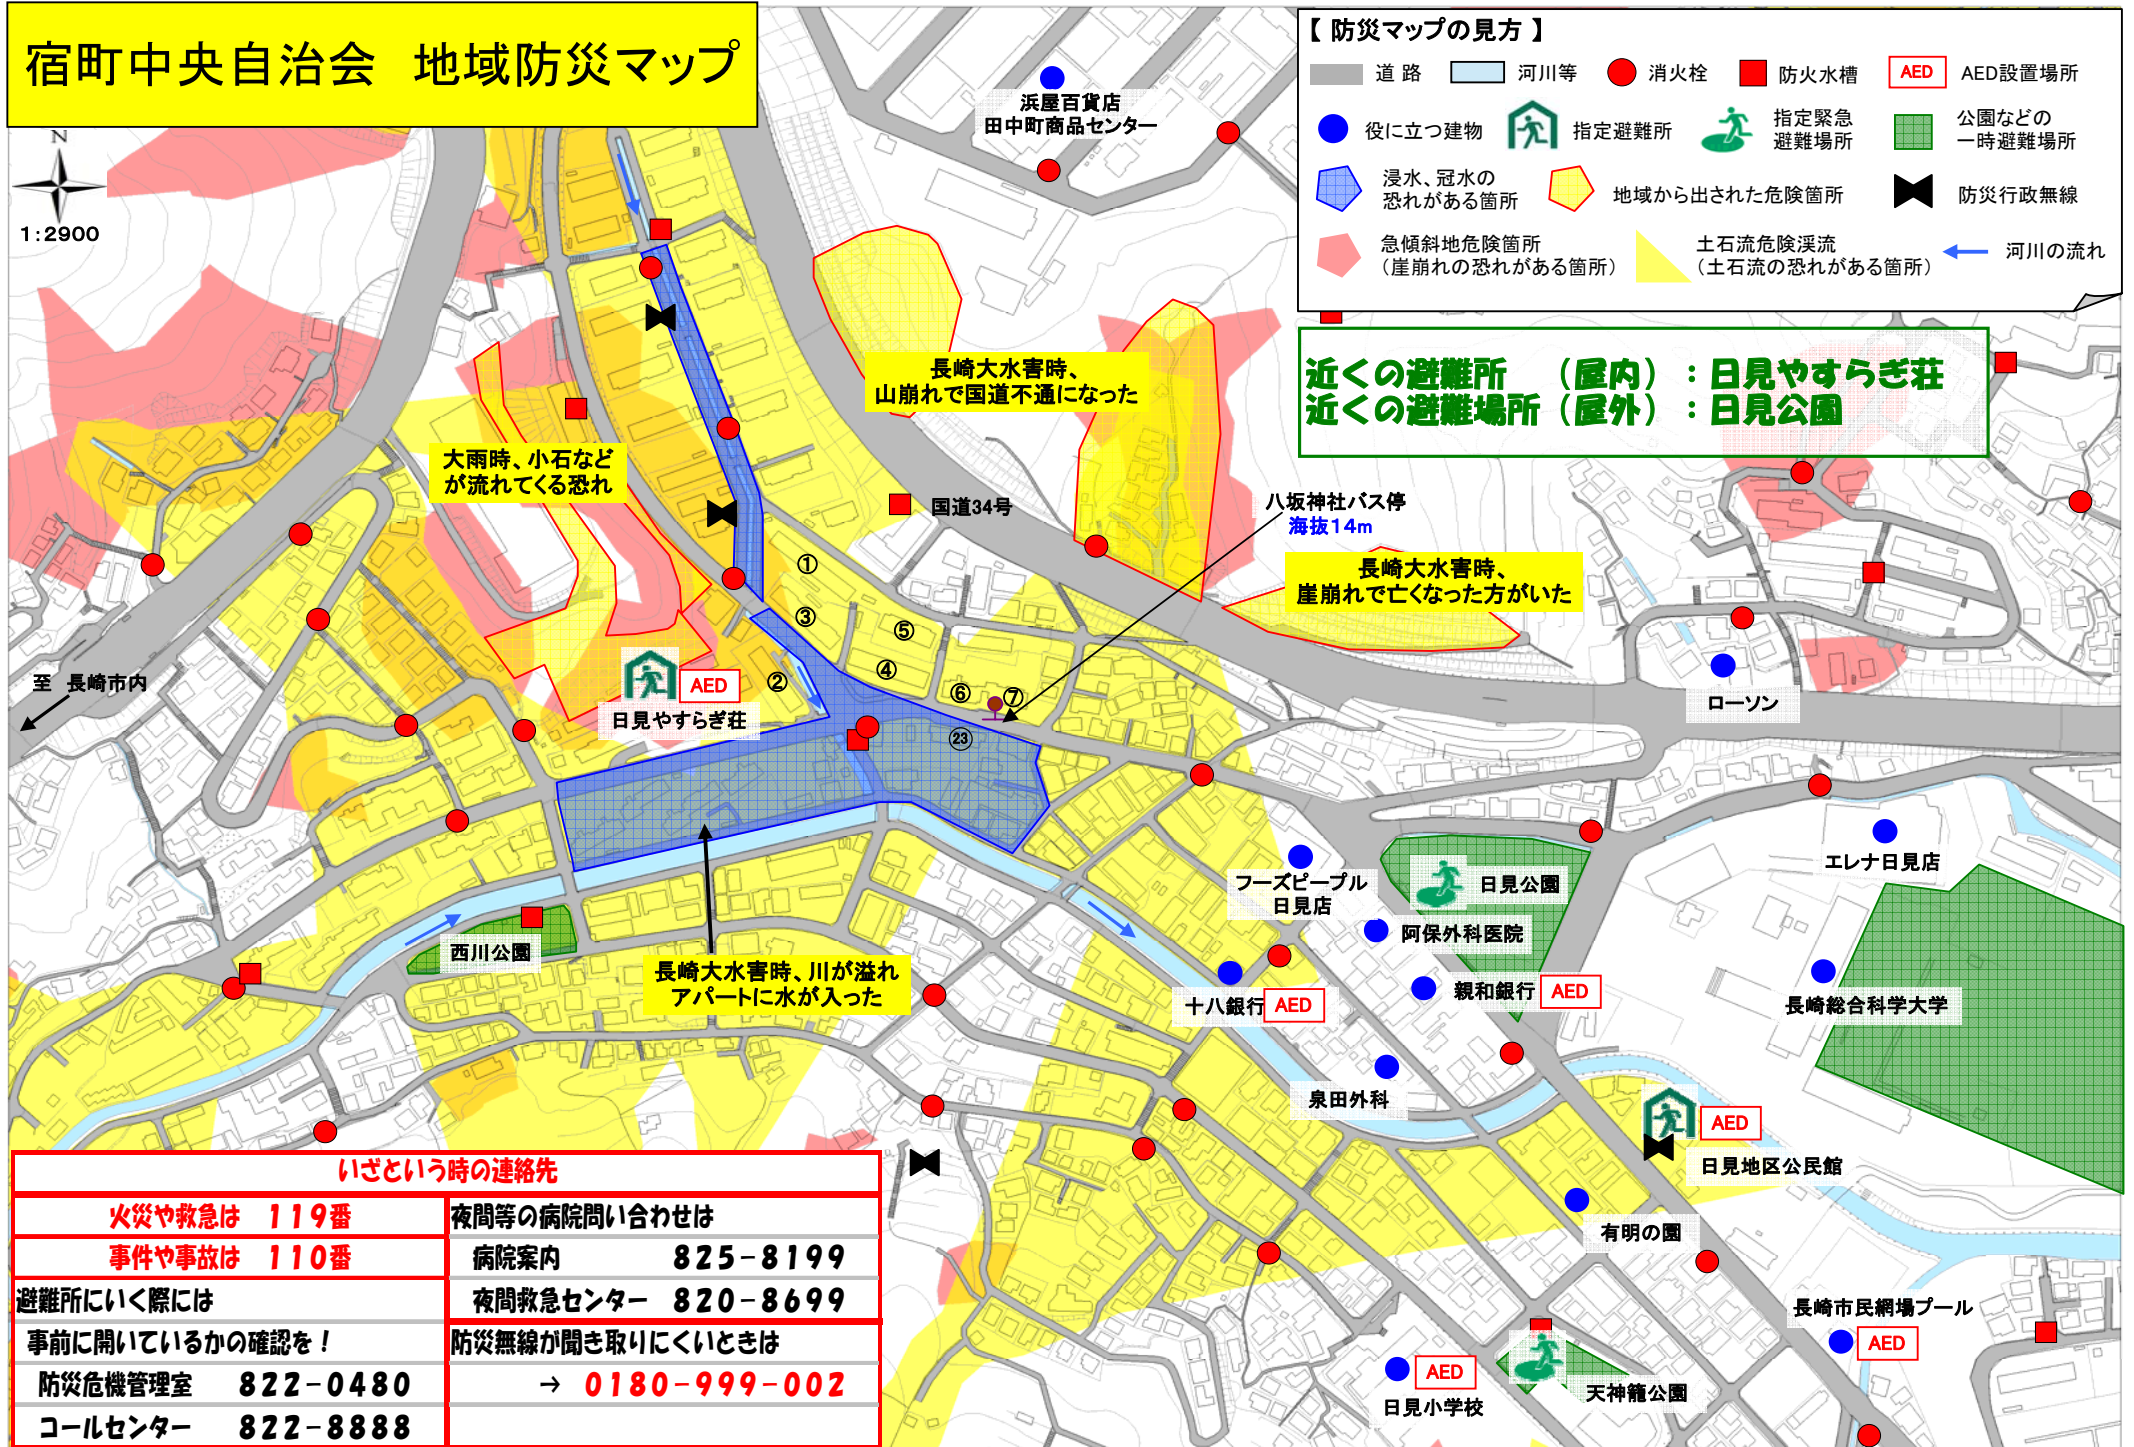 宿町中央自治会　地域防災マップ
N
1:2900
【 防災マップの見方 】
道 路
河川等
消火栓
防火水槽
AED
AED設置場所
役に立つ建物
指定避難所
指定緊急
避難場所
公園などの
一時避難場所
浸水、冠水の
恐れがある箇所
地域から出された危険箇所
防災行政無線
急傾斜地危険箇所
（崖崩れの恐れがある箇所）
土石流危険渓流
（土石流の恐れがある箇所）
河川の流れ
近くの避難所　（屋内）：日見やすらぎ荘
近くの避難場所（屋外）：日見公園
浜屋百貨店
田中町商品センター
長崎大水害時、
山崩れで国道不通になった
大雨時、小石など
が流れてくる恐れ
国道34号
八坂神社バス停
海抜14m
長崎大水害時、
崖崩れで亡くなった方がいた
①
③
⑤
④
②
⑥
⑦
㉓
至　長崎市内
AED
日見やすらぎ荘
ローソン
エレナ日見店
フーズピープル
日見店
日見公園
阿保外科医院
西川公園
長崎大水害時、川が溢れ
アパートに水が入った
十八銀行
AED
親和銀行
AED
長崎総合科学大学
泉田外科
AED
日見地区公民館
有明の園
長崎市民網場プール
AED
AED
日見小学校
天神籠公園
いざという時の連絡先
火災や救急は　119番
事件や事故は　110番
避難所にいく際には
事前に開いているかの確認を！
防災危機管理室　822-0480
コールセンター　822-8888
夜間等の病院問い合わせは
病院案内　825-8199
夜間救急センター　820-8699
防災無線が聞き取りにくいときは
→　0180-999-002